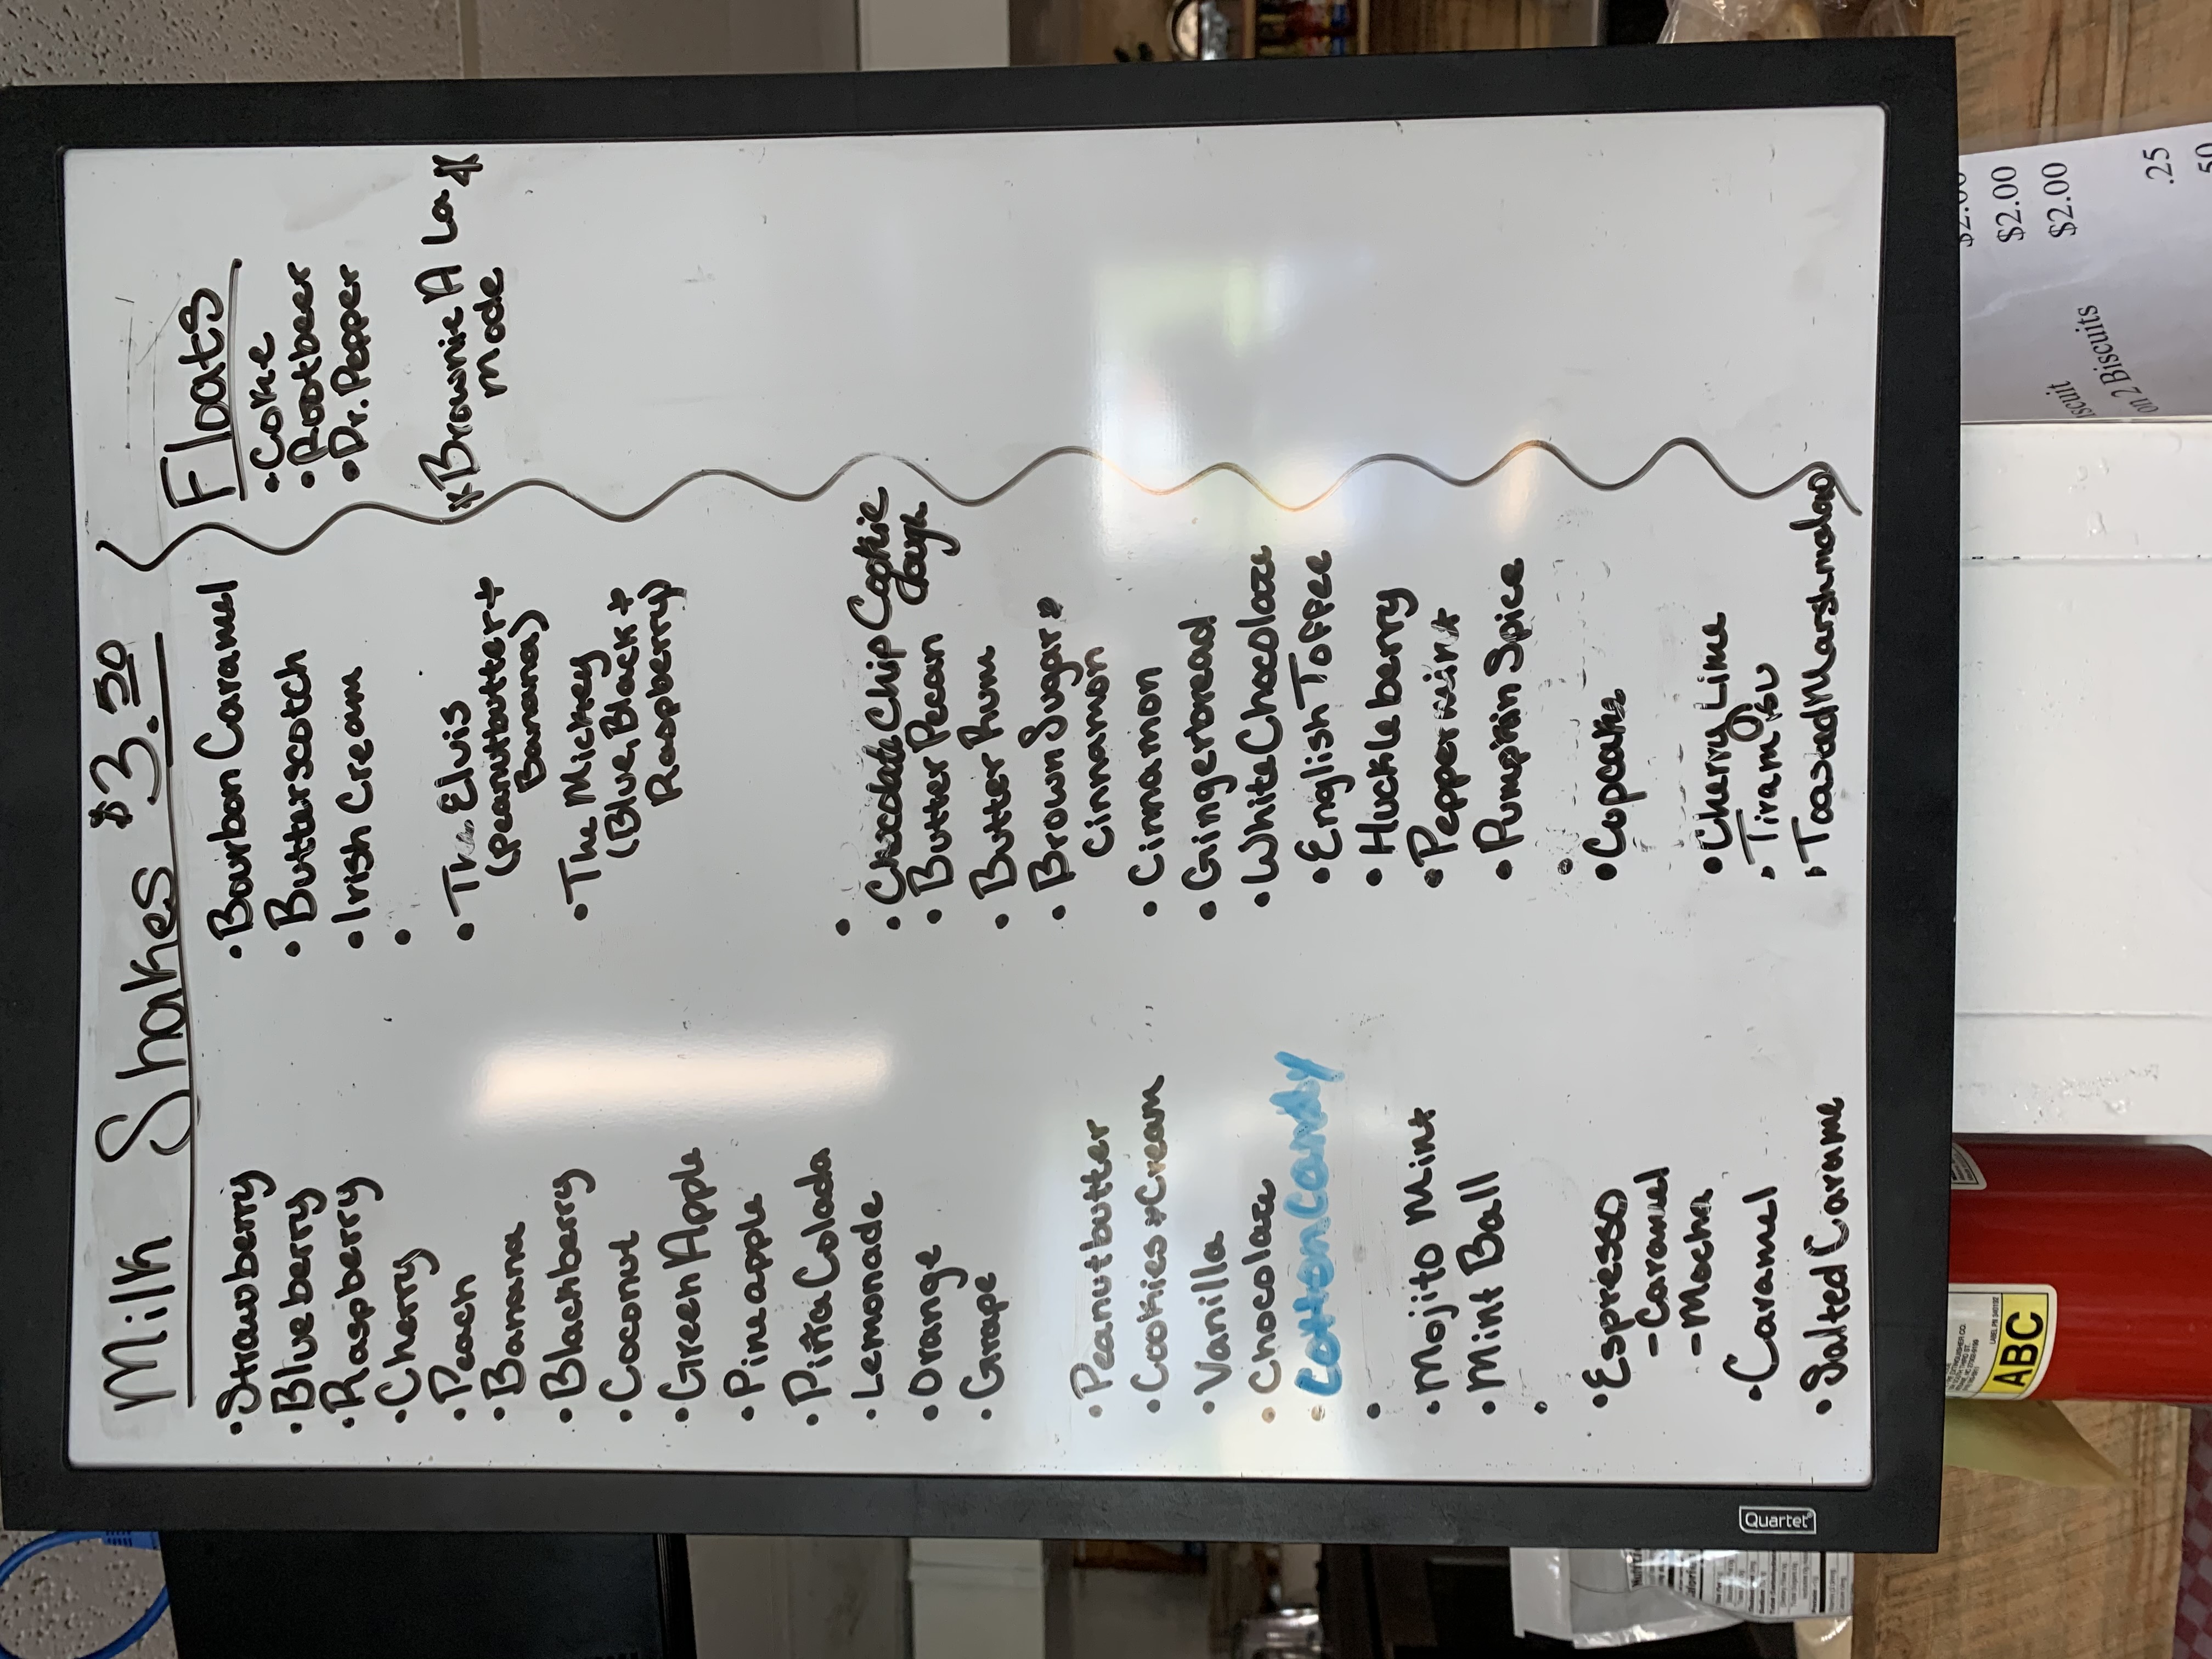 Milk Shakes $3.50
• Strawberry
• Blueberry
• Raspberry
• Cherry
• Peach
• Banana
• Blackberry
• Coconut
• Green Apple
• Pineapple
• Piña Colada
• Lemonade
• Orange
• Grape
• Peanutbutter
• Cookies + Cream
• Vanilla
• Chocolate
• Cotton Candy
•
• Mojito Mint
• Mint Ball
•
• Espresso
- Caramel
- Mocha
• Caramel
• Salted Carame
• Bourbon Caramel
• Butterscotch
• Irish Cream
•
• The Elvis
(Peanutbutter +
Banana)
• The Mickey
(Blue, Black +
Raspberry)
•
• Chocolate Chip Cookie
dough
• Butter Pecan
• Butter Rum
• Brown Sugar +
Cinnamon
• Cinnamon
• Gingerbread
• White Chocolate
• English Toffee
• Huckleberry
• Peppermint
• Pumpkin Spice
•
• Cupcake
• Cherry Lime
• Tiramisu
• Toasted Marshmalao
Floats
• Coke
• Rootbeer
• Dr. Pepper
*Brownie A La*
Mode
Quartet®
EXTINGUISHER CO.
LABEL PN
ABC
$2.00
$2.00
$2.00
iscuit
on 2 Biscuits
.25
.50